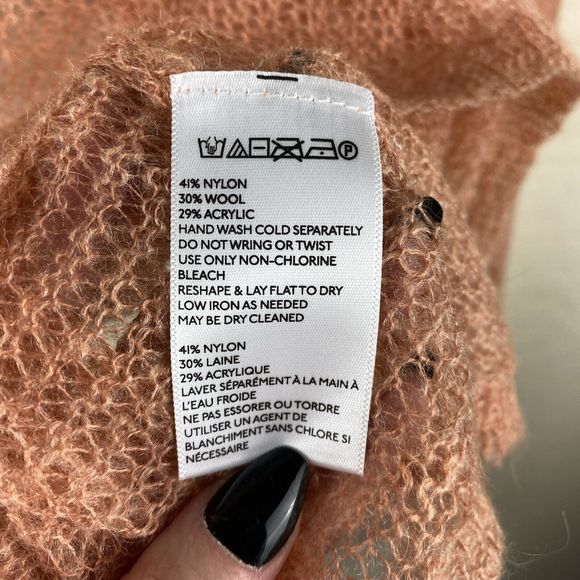 P
41% NYLON
30% WOOL
29% ACRYLIC
HAND WASH COLD SEPARATELY
DO NOT WRING OR TWIST
USE ONLY NON-CHLORINE
BLEACH
RESHAPE & LAY FLAT TO DRY
LOW IRON AS NEEDED
MAY BE DRY CLEANED
41% NYLON
30% LAINE
29% ACRYLIQUE
LAVER SÉPARÉMENT À LA MAIN À
L'EAU FROIDE
NE PAS ESSORER OU TORDRE
UTILISER UN AGENT DE
BLANCHIMENT SANS CHLORE SI
NÉCESSAIRE